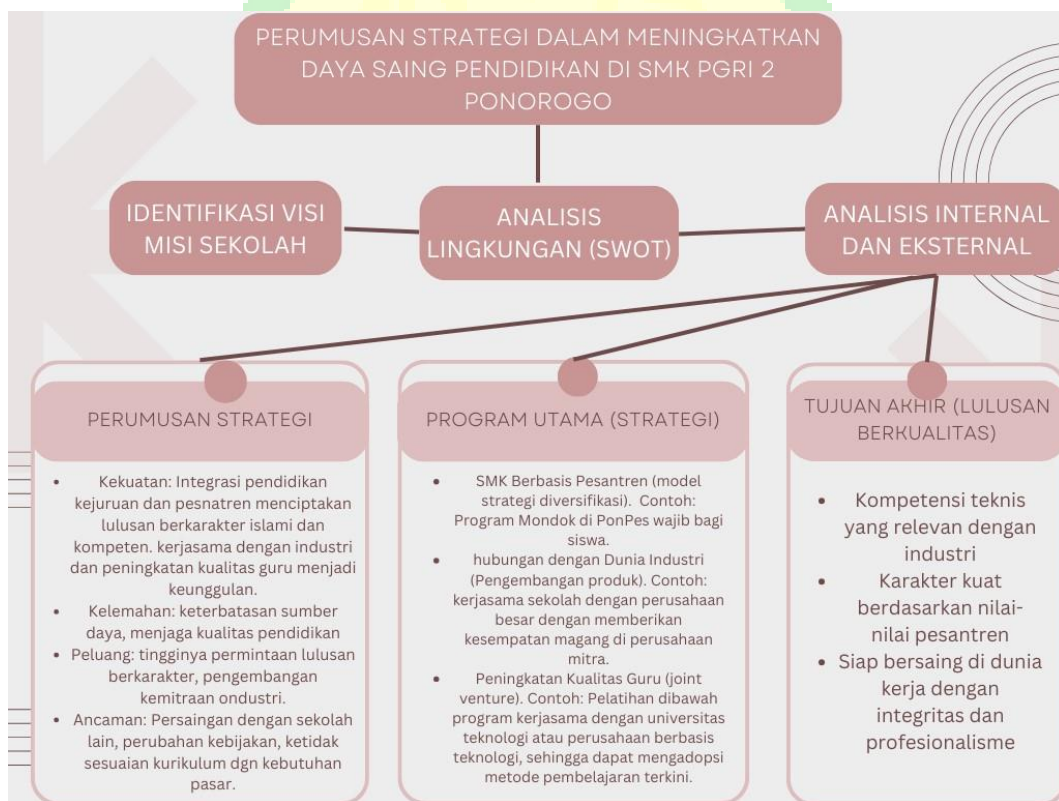 PERUMUSAN STRATEGI DALAM MENINGKATKAN
DAYA SAING PENDIDIKAN DI SMK PGRI 2
PONOROGO
IDENTIFIKASI VISI
MISI SEKOLAH
ANALISIS
LINGKUNGAN (SWOT)
ANALISIS INTERNAL
DAN EKSTERNAL
PERUMUSAN STRATEGI
• Kekuatan: Integrasi pendidikan
kejuruan dan pesnatren menciptakan
lulusan berkarakter islami dan
kompeten. kerjasama dengan industri
dan peningkatan kualitas guru menjadi
keunggulan.
• Kelemahan: keterbatasan sumber
daya, menjaga kualitas pendidikan
• Peluang: tingginya permintaan lulusan
berkarakter, pengembangan
kemitraan ondustri.
• Ancaman: Persaingan dengan sekolah
lain, perubahan kebijakan, ketidak
sesuaian kurikulum dgn kebutuhan
pasar.
PROGRAM UTAMA (STRATEGI)
• SMK Berbasis Pesantren (model
strategi diversifikasi). Contoh:
Program Mondok di PonPes wajib bagi
siswa.
• hubungan dengan Dunia Industri
(Pengembangan produk). Contoh:
kerjasama sekolah dengan perusahaan
besar dengan memberikan
kesempatan magang di perusahaan
mitra.
• Peningkatan Kualitas Guru (joint
venture). Contoh: Pelatihan dibawah
program kerjasama dengan universitas
teknologi atau perusahaan berbasis
teknologi, sehingga dapat mengadopsi
metode pembelajaran terkini.
TUJUAN AKHIR (LULUSAN
BERKUALITAS)
• Kompetensi teknis
yang relevan dengan
industri
• Karakter kuat
berdasarkan nilai-
nilai pesantren
• Siap bersaing di dunia
kerja dengan
integritas dan
profesionalisme